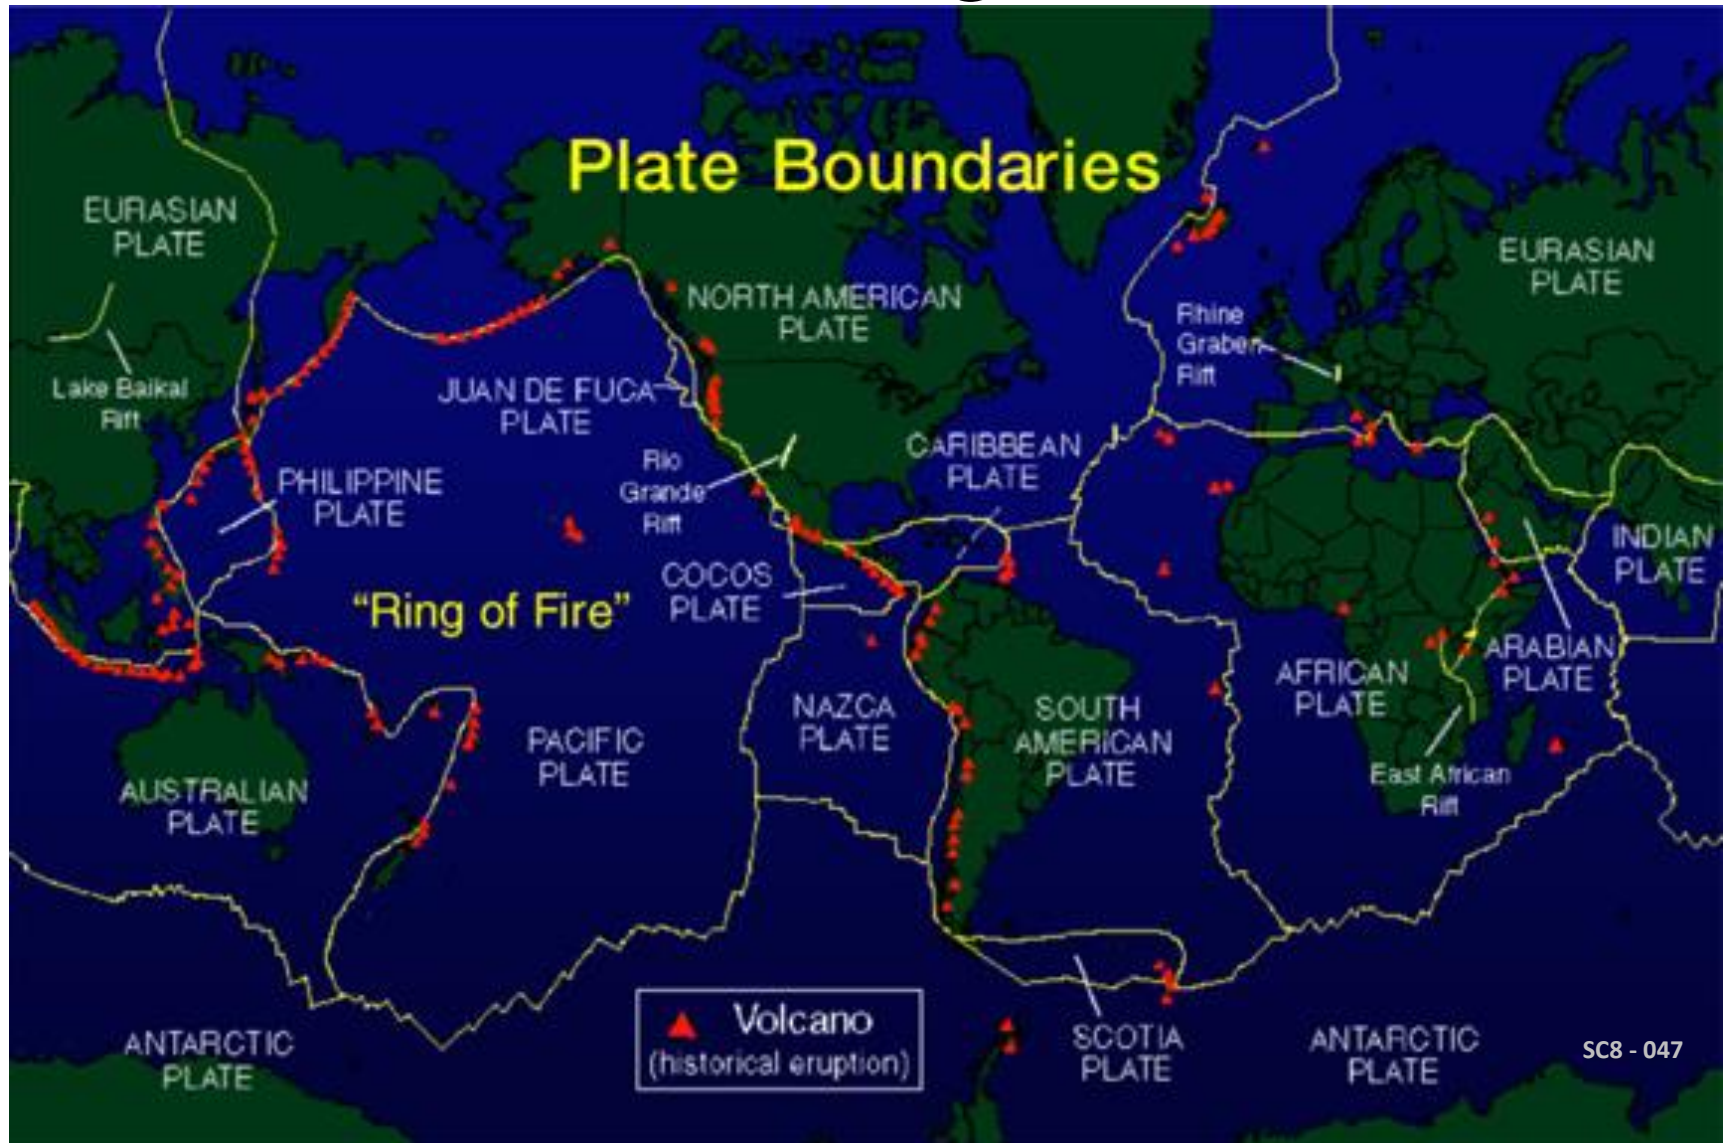 Plate Boundaries
EURASIAN
PLATE
EURASIAN
PLATE
NORTH AMERICAN
PLATE
Rhine
Graben
Rift
Lake Baikal
Rift
JUAN DE FUCA
PLATE
CARIBBEAN
PLATE
Rio
Grande
Rift
PHILIPPINE
PLATE
INDIAN
PLATE
COCOS
PLATE
“Ring of Fire”
ARABIAN
PLATE
AFRICAN
PLATE
NAZCA
PLATE
SOUTH
AMERICAN
PLATE
PACIFIC
PLATE
AUSTRALIAN
PLATE
East African
Rift
Volcano
(historical eruption)
SCOTIA
PLATE
ANTARCTIC
PLATE
ANTARCTIC
PLATE
SC8 - 047